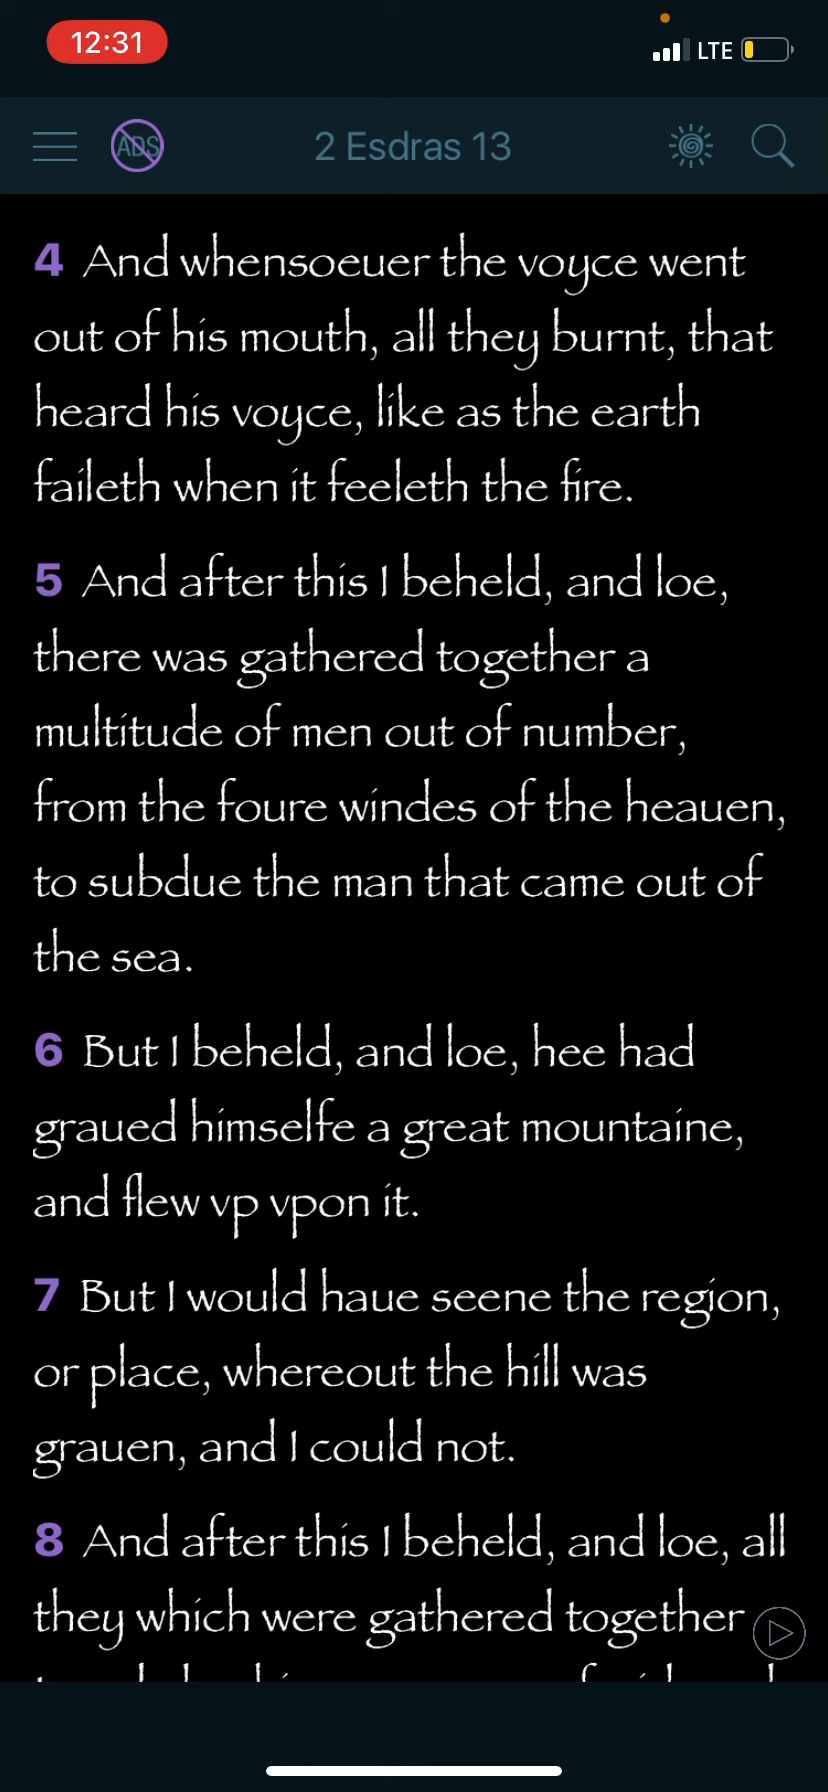 12:31
LTE
ADS
2 Esdras 13
4 And whensoeuer the voyce went
out of his mouth, all they burnt, that
heard his voyce, like as the earth
faileth when it feeleth the fire.
5 And after this I beheld, and loe,
there was gathered together a
multitude of men out of number,
from the foure windes of the heauen,
to subdue the man that came out of
the sea.
6 But I beheld, and loe, hee had
graued himselfe a great mountaine,
and flew vp vpon it.
7 But I would haue seene the region,
or place, whereout the hill was
grauen, and I could not.
8 And after this I beheld, and loe, all
they which were gathered together